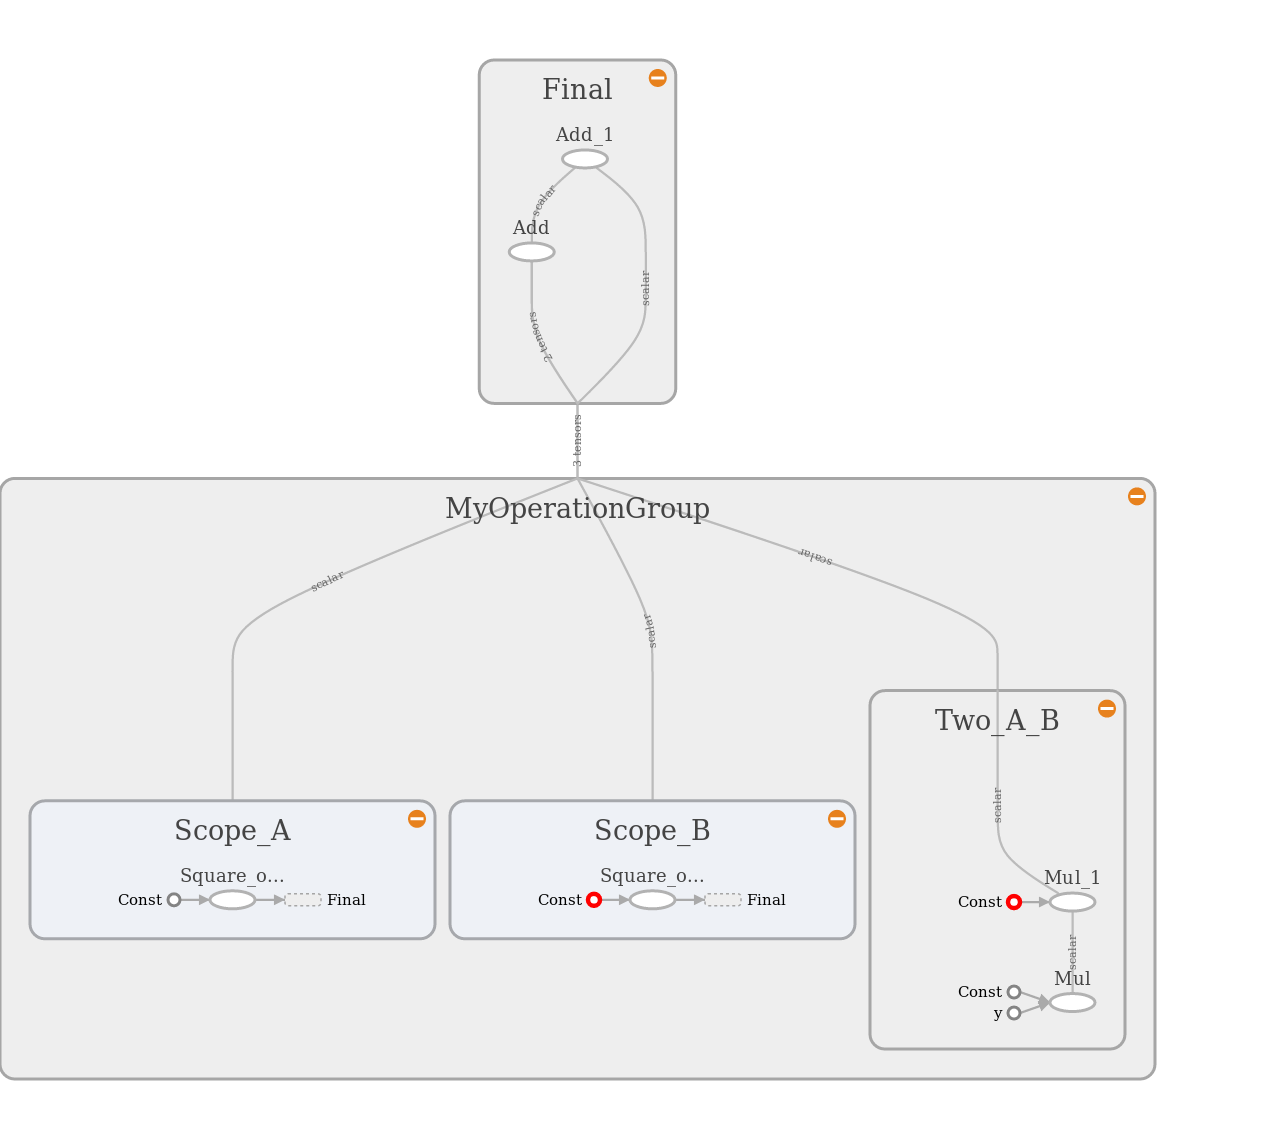 Final
Add_1
scalar
Add
scalar
2 tensors
3 tensors
MyOperationGroup
scalar
scalar
scalar
Two_A_B
scalar
Scope_A
Square_o...
Const
Final
Scope_B
Square_o...
Const
Final
Mul_1
Const
scalar
Mul
Const
y